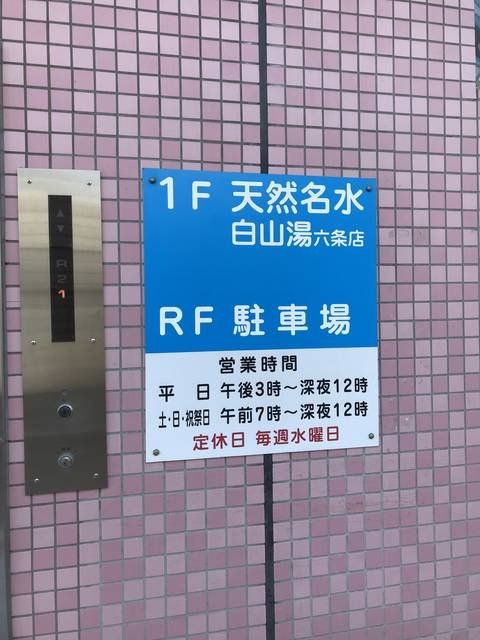 1F 天然名水
白山湯六条店
RF 駐車場
営業時間
平 日 午後3時～深夜12時
土・日・祝祭日 午前7時～深夜12時
定休日 毎週水曜日
R
2
1